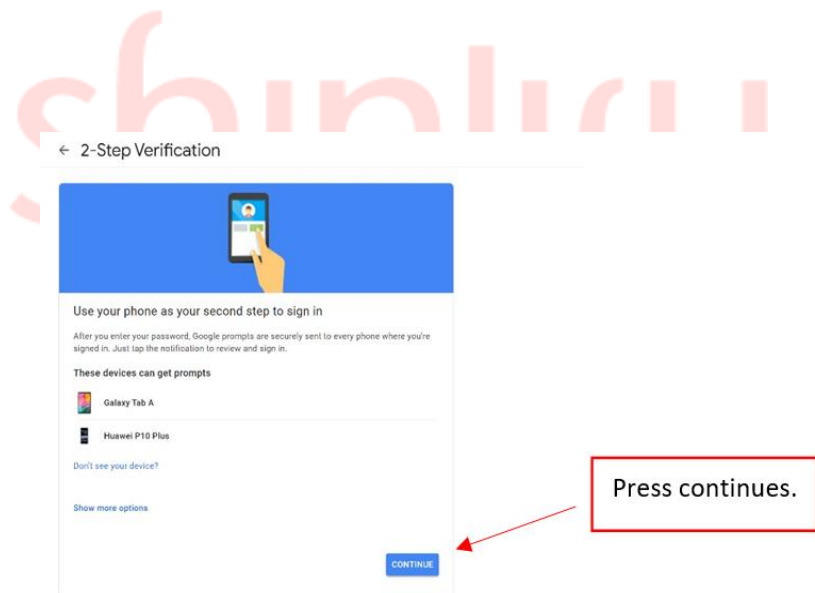 ← 2-Step Verification
Use your phone as your second step to sign in
After you enter your password, Google prompts are securely sent to every phone where you're
signed in. Just tap the notification to review and sign in.
These devices can get prompts
Galaxy Tab A
Huawei P10 Plus
Don't see your device?
Show more options
Press continues.
CONTINUE